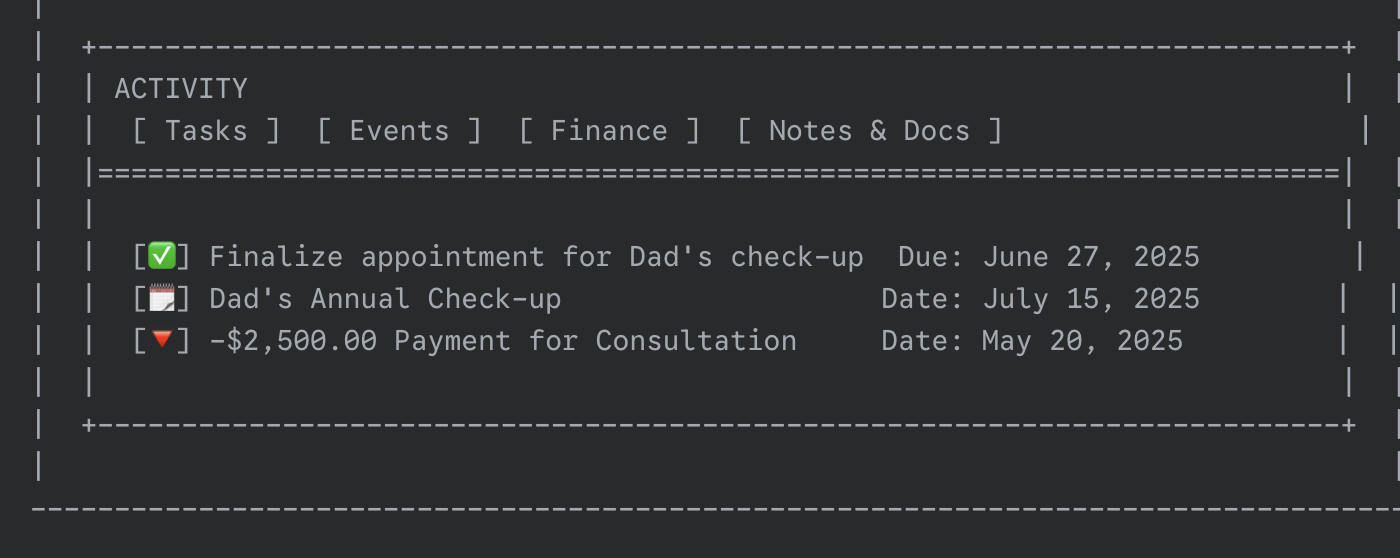 ACTIVITY
[ Tasks ]  [ Events ]  [ Finance ]  [ Notes & Docs ]
[✅] Finalize appointment for Dad's check-up  Due: June 27, 2025
[🗒️] Dad's Annual Check-up                   Date: July 15, 2025
[🔻] -$2,500.00 Payment for Consultation     Date: May 20, 2025